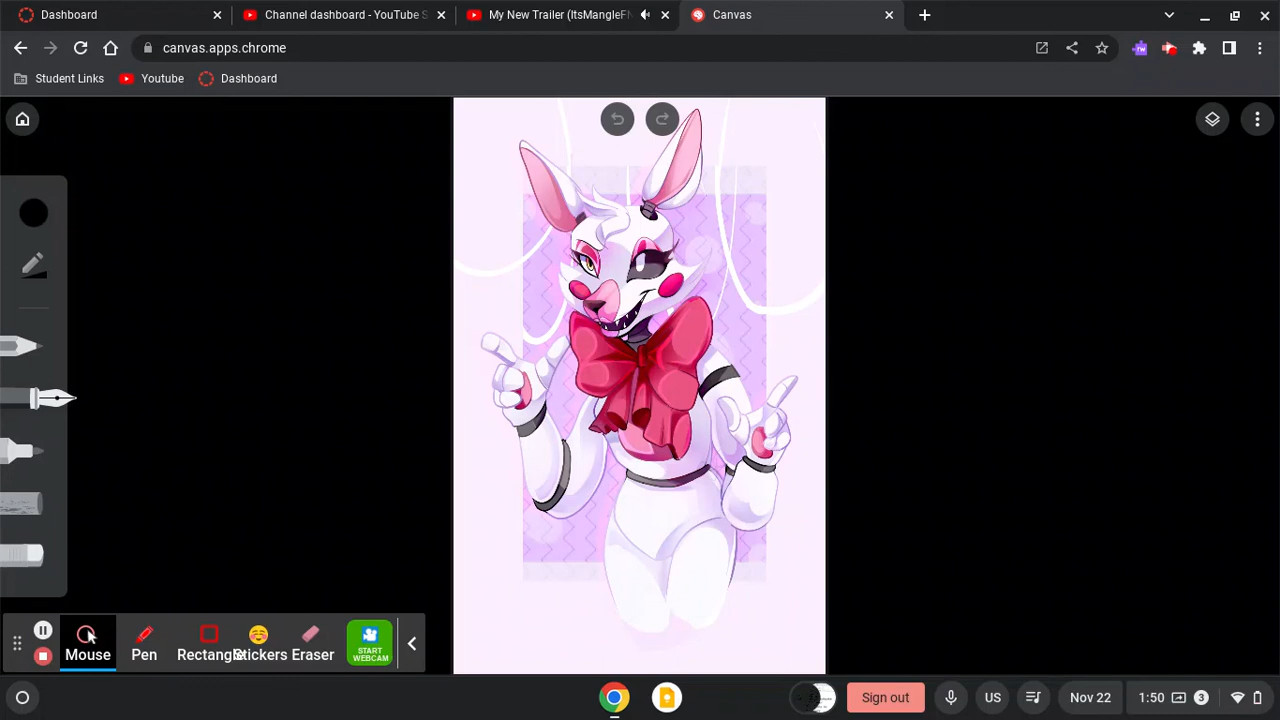 Dashboard
Channel dashboard - YouTube S
My New Trailer (ItsMangleFN
Canvas
canvas.apps.chrome
Student Links
Youtube
Dashboard
Mouse
Pen
Rectangle
Stickers
Eraser
START
WEBCAM
Sign out
US
Nov 22
1:50
3